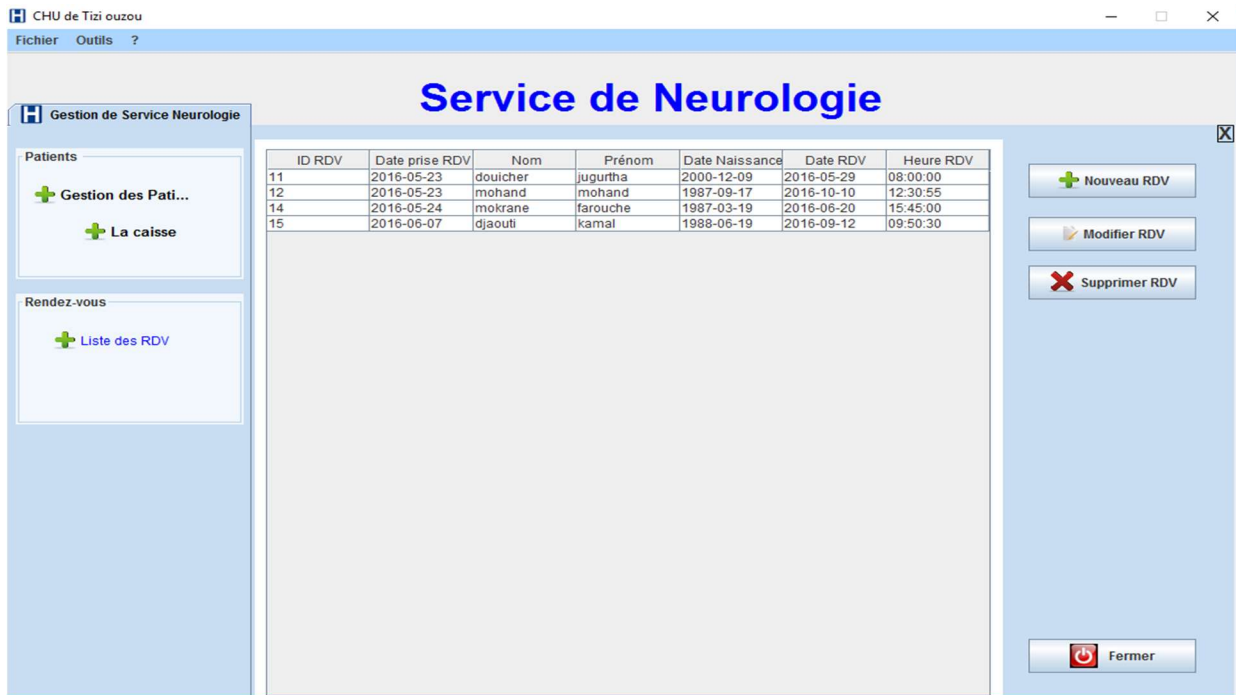 CHU de Tizi ouzou
Fichier Outils ?
Service de Neurologie
Gestion de Service Neurologie
X
Patients
Gestion des Pati...
La caisse
Rendez-vous
Liste des RDV
ID RDV Date prise RDV Nom Prénom Date Naissance Date RDV Heure RDV
11 2016-05-23 douicher jugurtha 2000-12-09 2016-05-29 08:00:00
12 2016-05-23 mohand mohand 1987-09-17 2016-10-10 12:30:55
14 2016-05-24 mokrane farouche 1987-03-19 2016-06-20 15:45:00
15 2016-06-07 djaouti kamal 1988-06-19 2016-09-12 09:50:30
Nouveau RDV
Modifier RDV
Supprimer RDV
Fermer